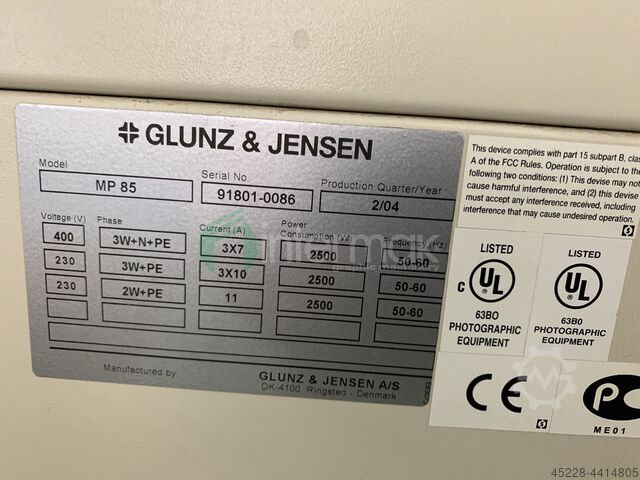 GLUNZ & JENSEN
Model
Serial No.
Production Quarter/Year
MP 85
91801-0086
2/04
Voltage (V)
Phase
Current (A)
Power
Consumption (W)
Frequency (Hz)
400
3W+N+PE
3X7
2500
50-60
230
3W+PE
3X10
2500
50-60
230
2W+PE
11
2500
50-60
Manufactured by
GLUNZ & JENSEN A/S
DK-4100 Ringsted - Denmark
This device complies with part 15 subpart B, clas
A of the FCC Rules. Operation is subject to the
following two conditions: (1) This device may not
cause harmful interference, and (2) this device
must accept any interference received, including
interference that may cause undesired operation.
LISTED
C UL
63BO
PHOTOGRAPHIC
EQUIPMENT
LISTED
UL
63B0
PHOTOGRAPHIC
EQUIPMENT
CE
PC
ME01
45228-4414805